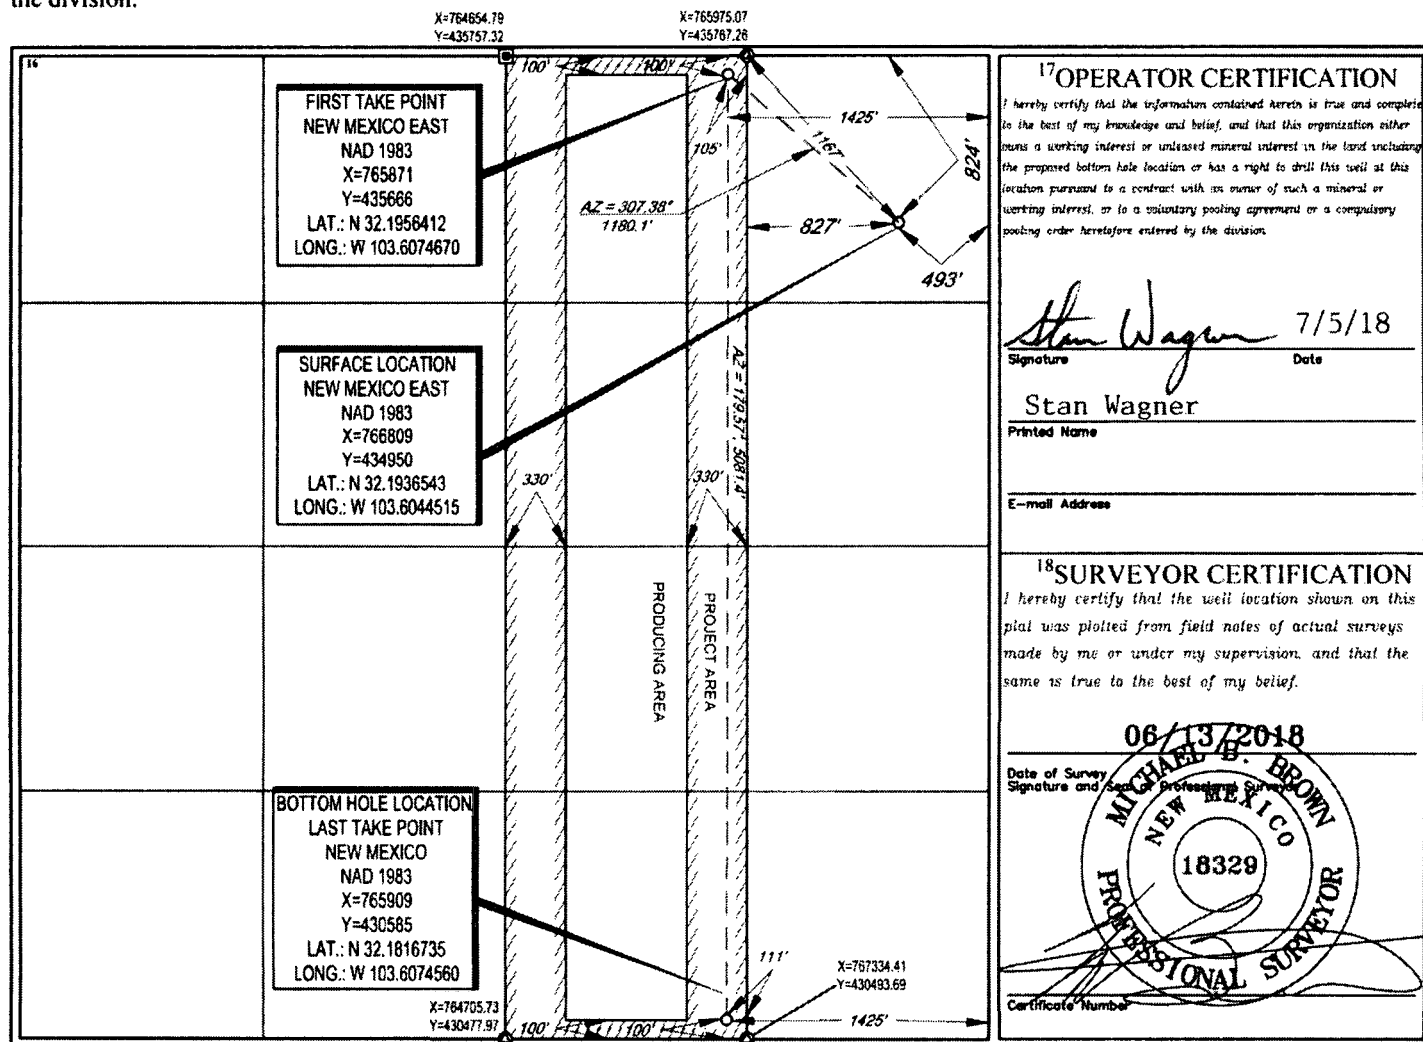 the division.
X=764654.79
Y=435757.32
X=765975.07
Y=435767.26
16
100'
100'
FIRST TAKE POINT
NEW MEXICO EAST
NAD 1983
X=765871
Y=435666
LAT.: N 32.1956412
LONG.: W 103.6074670
105'
1425'
1167'
824'
AZ = 307.38°
1180.1'
827'
493'
SURFACE LOCATION
NEW MEXICO EAST
NAD 1983
X=766809
Y=434950
LAT.: N 32.1936543
LONG.: W 103.6044515
AZ = 179.57°, 5081.4'
330'
330'
PRODUCING AREA
PROJECT AREA
BOTTOM HOLE LOCATION
LAST TAKE POINT
NEW MEXICO
NAD 1983
X=765909
Y=430585
LAT.: N 32.1816735
LONG.: W 103.6074560
111'
X=767334.41
Y=430493.69
X=764705.73
Y=430477.97
100'
100'
1425'
17 OPERATOR CERTIFICATION
I hereby certify that the information contained herein is true and complete
to the best of my knowledge and belief, and that this organization either
owns a working interest or unleased mineral interest in the land including
the proposed bottom hole location or has a right to drill this well at this
location pursuant to a contract with an owner of such a mineral or
working interest, or to a voluntary pooling agreement or a compulsory
pooling order heretofore entered by the division
Stan Wagner 7/5/18
Signature Date
Stan Wagner
Printed Name
E-mail Address
18 SURVEYOR CERTIFICATION
I hereby certify that the well location shown on this
plat was plotted from field notes of actual surveys
made by me or under my supervision, and that the
same is true to the best of my belief.
06/13/2018
Date of Survey
Signature and Seal of Professional Surveyor
MICHAEL B. BROWN
NEW MEXICO
18329
PROFESSIONAL SURVEYOR
Certificate Number